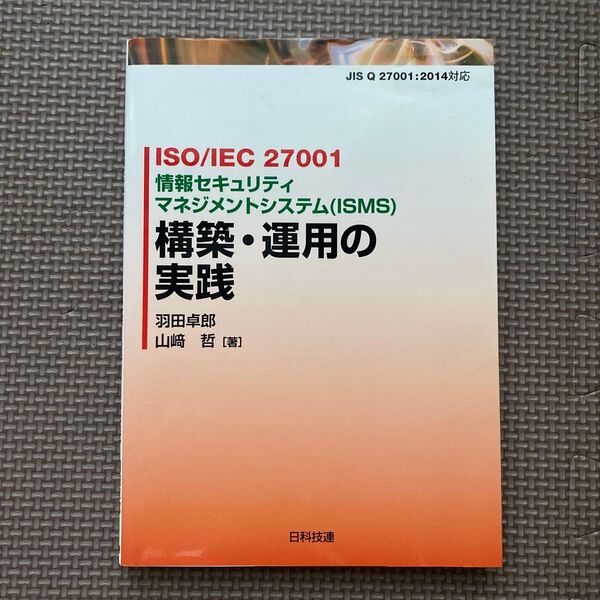 JIS Q 27001:2014対応
ISO/IEC 27001
情報セキュリティ
マネジメントシステム(ISMS)
構築・運用の
実践
羽田卓郎
山﨑 哲 [著]
日科技連